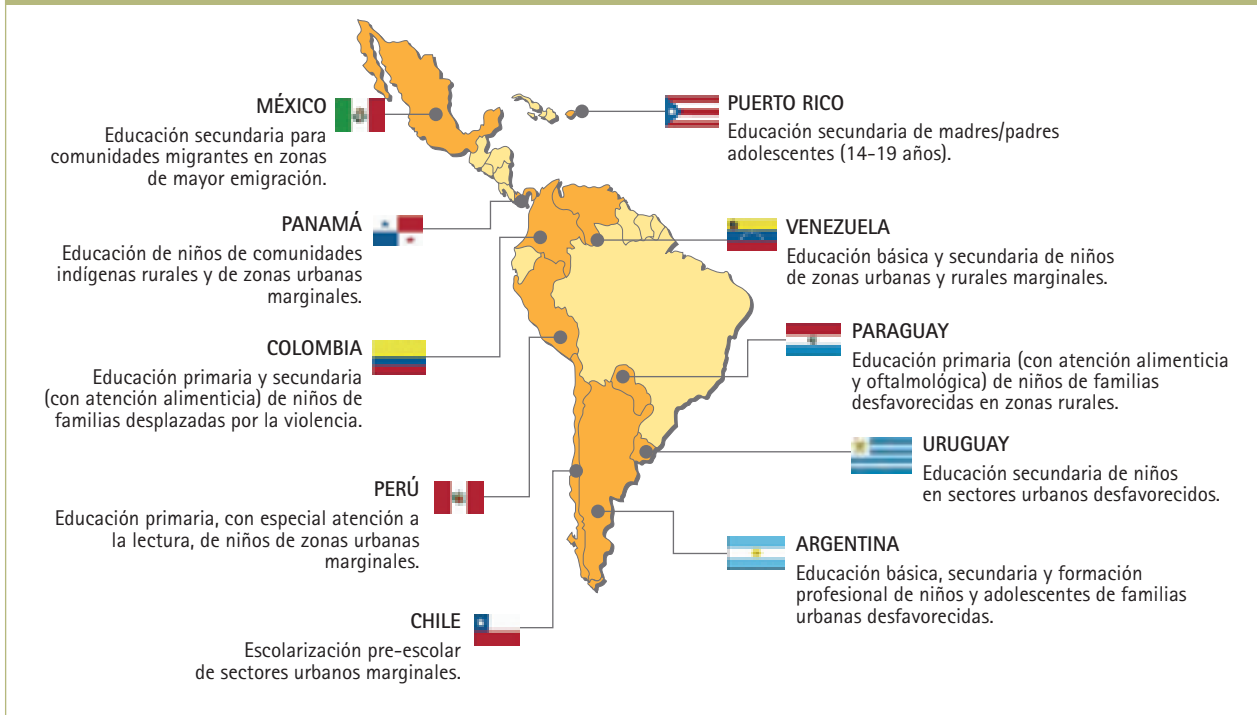 MÉXICO
Educación secundaria para
comunidades migrantes en zonas
de mayor emigración.
PANAMÁ
Educación de niños de comunidades
indígenas rurales y de zonas urbanas
marginales.
COLOMBIA
Educación primaria y secundaria
(con atención alimenticia) de niños de
familias desplazadas por la violencia.
PERÚ
Educación primaria, con especial atención a
la lectura, de niños de zonas urbanas
marginales.
CHILE
Escolarización pre-escolar
de sectores urbanos marginales.
PUERTO RICO
Educación secundaria de madres/padres
adolescentes (14-19 años).
VENEZUELA
Educación básica y secundaria de niños
de zonas urbanas y rurales marginales.
PARAGUAY
Educación primaria (con atención alimenticia
y oftalmológica) de niños de familias
desfavorecidas en zonas rurales.
URUGUAY
Educación secundaria de niños
en sectores urbanos desfavorecidos.
ARGENTINA
Educación básica, secundaria y formación
profesional de niños y adolescentes de familias
urbanas desfavorecidas.